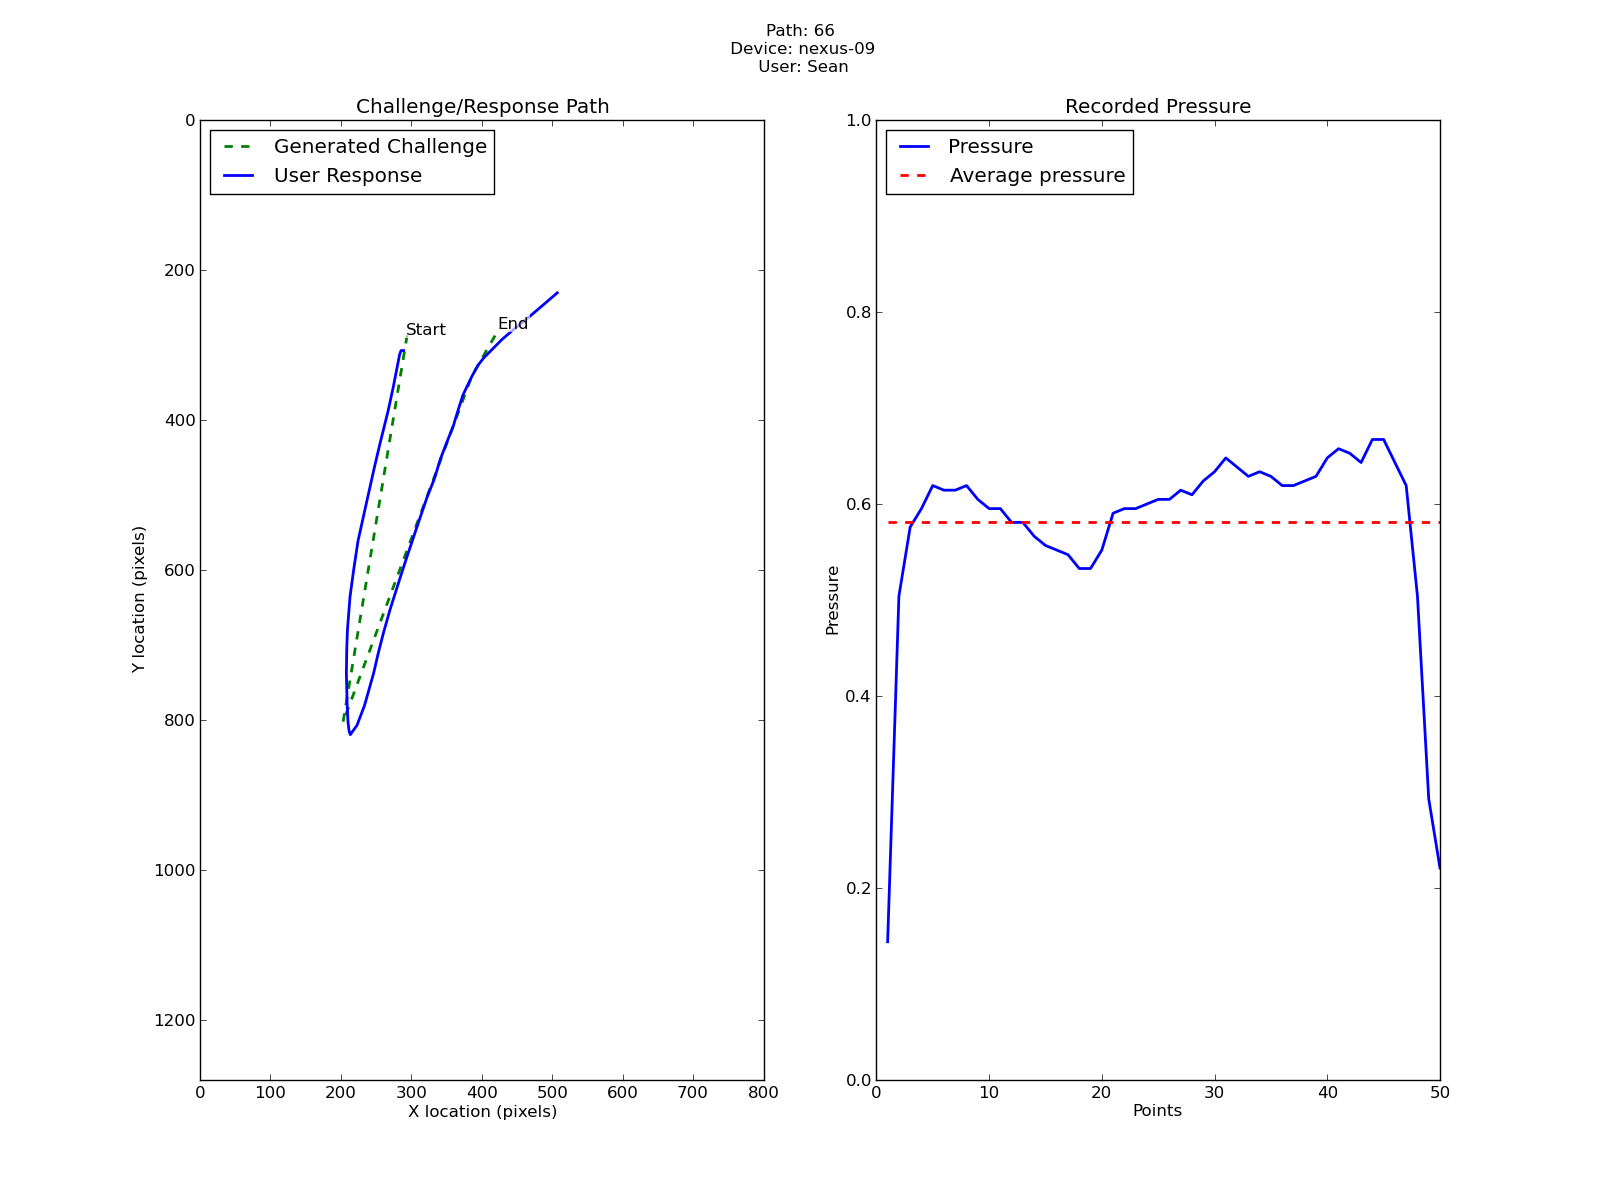 Path: 66
Device: nexus-09
User: Sean
Challenge/Response Path
Generated Challenge
User Response
Start
End
0
200
400
600
800
1000
1200
Y location (pixels)
0 100 200 300 400 500 600 700 800
X location (pixels)
Recorded Pressure
Pressure
Average pressure
1.0
0.8
0.6
0.4
0.2
0.0
Pressure
0 10 20 30 40 50
Points